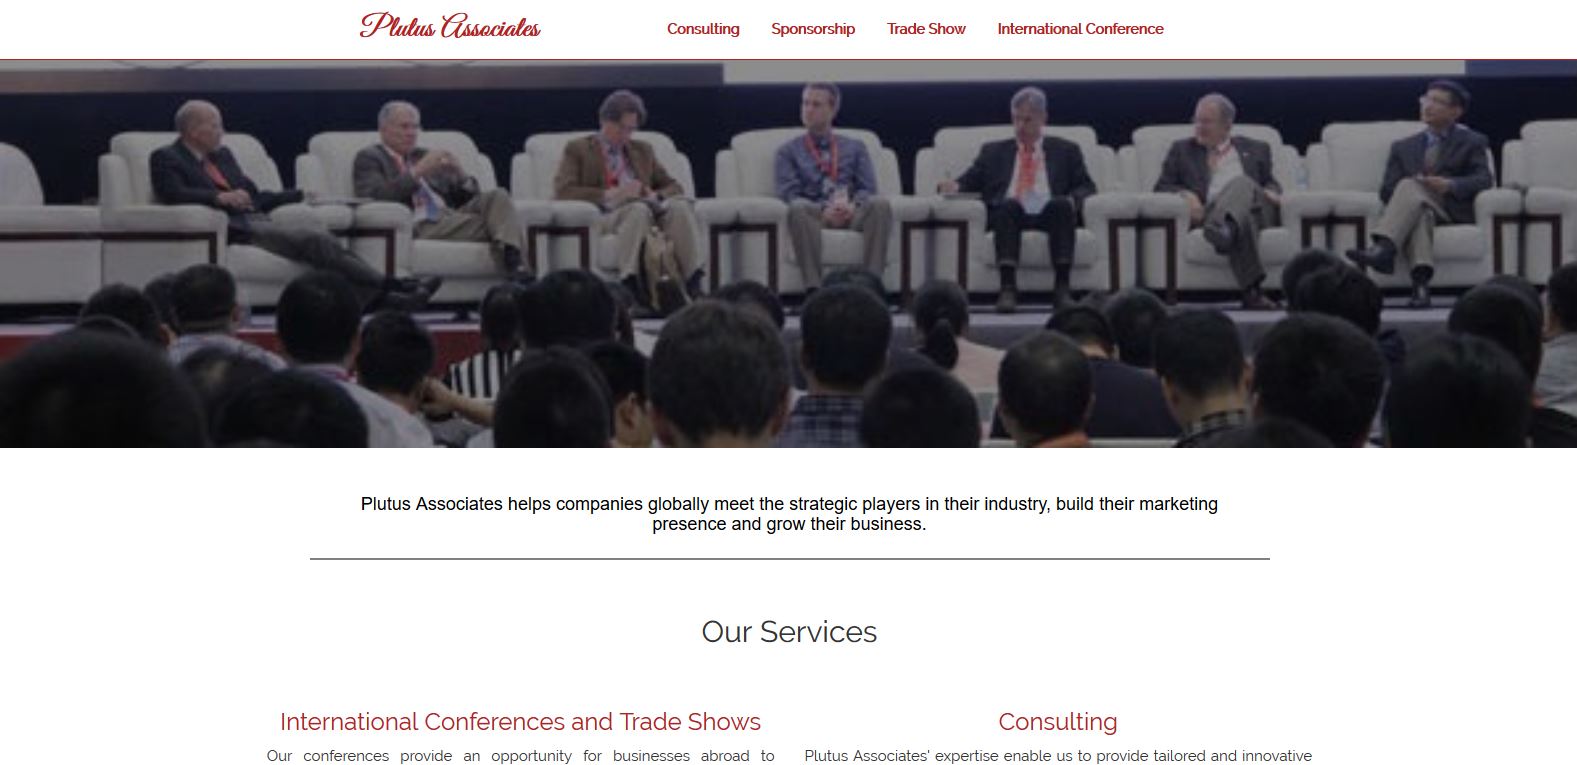 Plutus Associates
Consulting Sponsorship Trade Show International Conference
Plutus Associates helps companies globally meet the strategic players in their industry, build their marketing
presence and grow their business.
Our Services
International Conferences and Trade Shows
Our conferences provide an opportunity for businesses abroad to
Consulting
Plutus Associates' expertise enable us to provide tailored and innovative